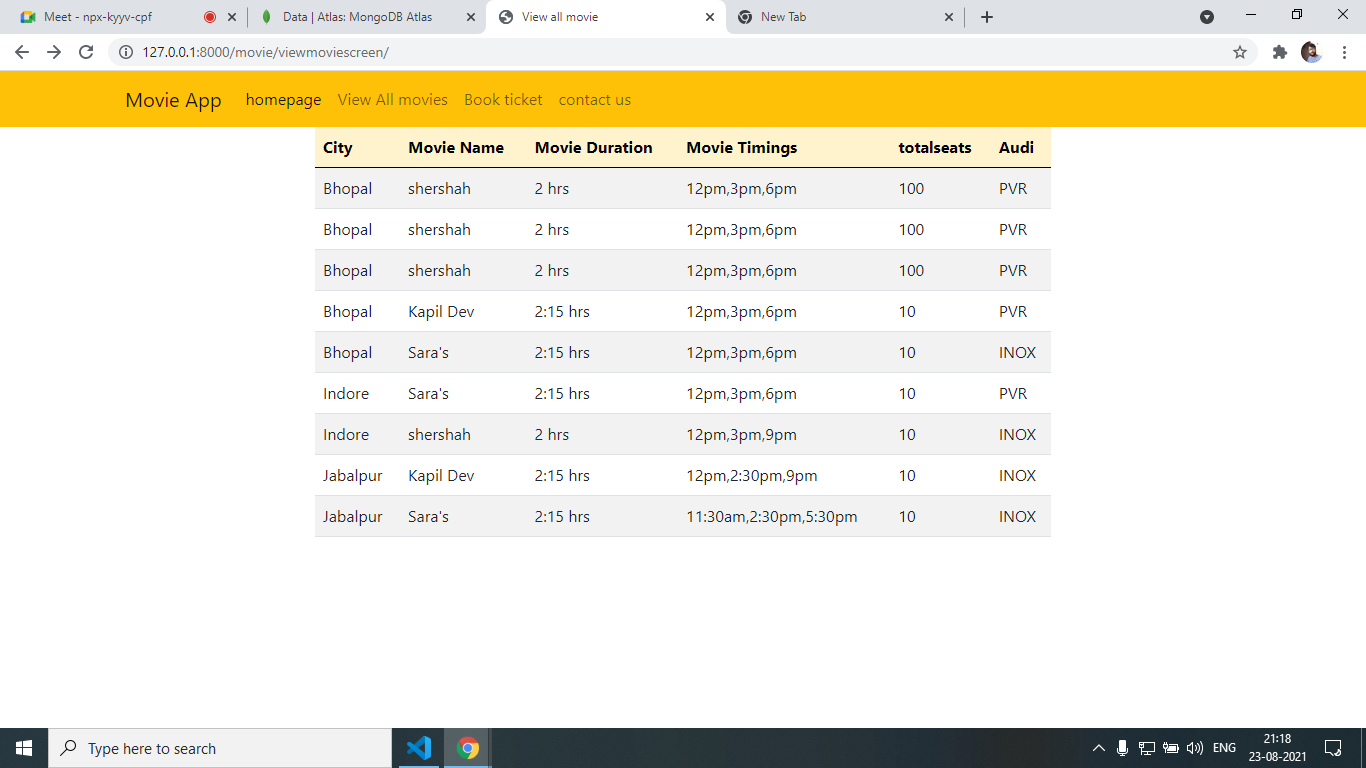 Meet - npx-kyyv-cpf Data | Atlas: MongoDB Atlas View all movie New Tab
127.0.0.1:8000/movie/viewmoviescreen/
Movie App homepage View All movies Book ticket contact us
City Movie Name Movie Duration Movie Timings totalseats Audi
Bhopal shershah 2 hrs 12pm,3pm,6pm 100 PVR
Bhopal shershah 2 hrs 12pm,3pm,6pm 100 PVR
Bhopal shershah 2 hrs 12pm,3pm,6pm 100 PVR
Bhopal Kapil Dev 2:15 hrs 12pm,3pm,6pm 10 PVR
Bhopal Sara's 2:15 hrs 12pm,3pm,6pm 10 INOX
Indore Sara's 2:15 hrs 12pm,3pm,6pm 10 PVR
Indore shershah 2 hrs 12pm,3pm,9pm 10 INOX
Jabalpur Kapil Dev 2:15 hrs 12pm,2:30pm,9pm 10 INOX
Jabalpur Sara's 2:15 hrs 11:30am,2:30pm,5:30pm 10 INOX
Type here to search ENG 21:18
23-08-2021